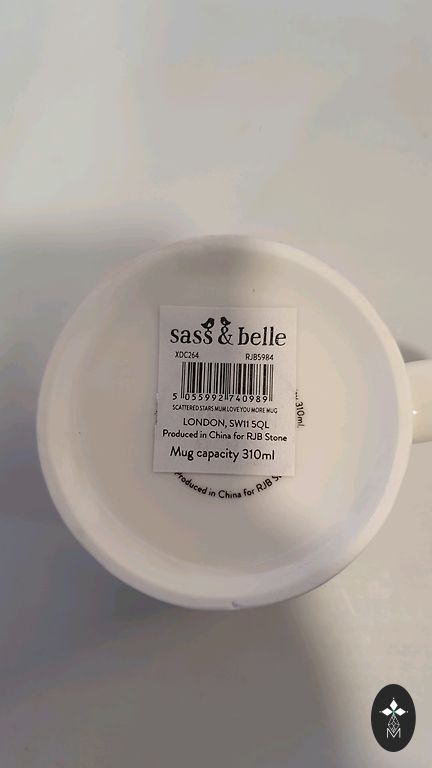 sass & belle
XDC264 RJB5984
5 055992 740989
SCATTERED STARS MUM LOVE YOU MORE MUG
LONDON, SW11 5QL
Produced in China for RJB Stone
Mug capacity 310ml
310ml
Produced in China for RJB
M